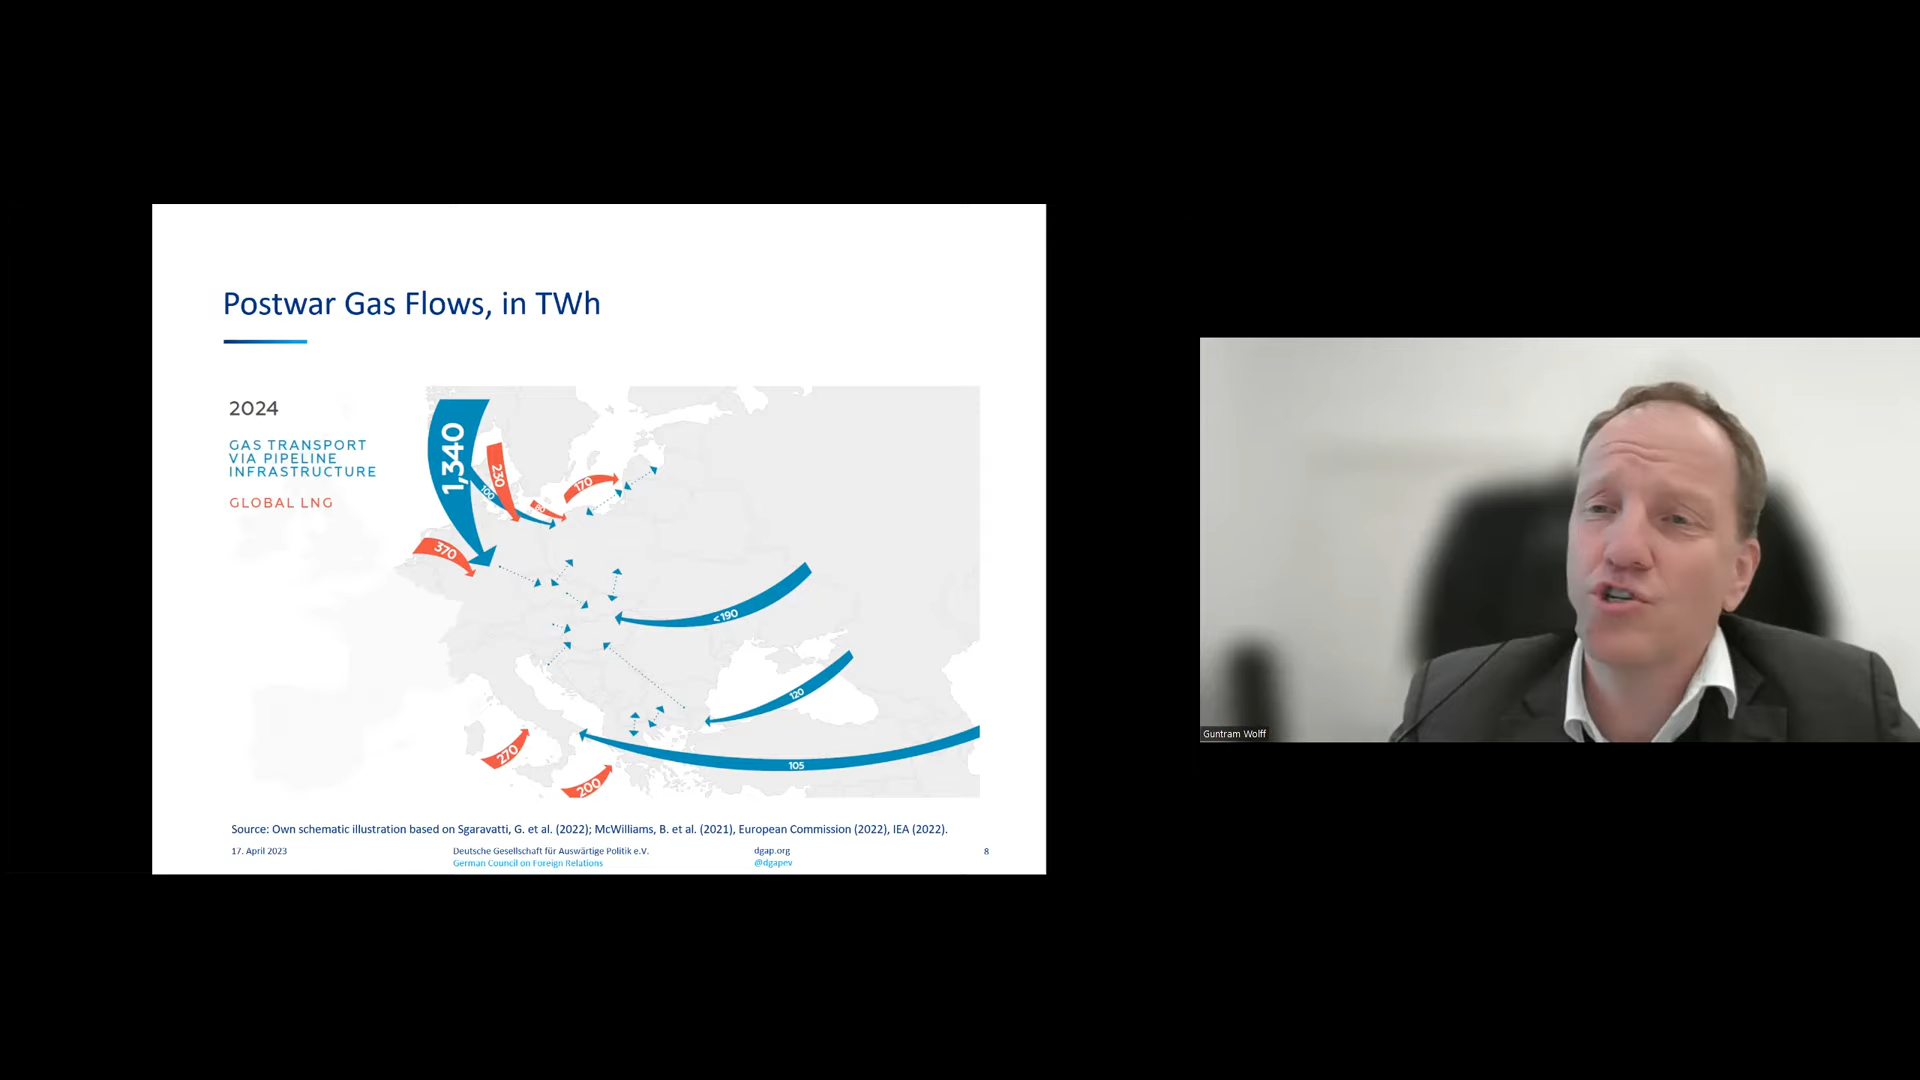 Postwar Gas Flows, in TWh
2024
GAS TRANSPORT
VIA PIPELINE
INFRASTRUCTURE
GLOBAL LNG
1,340
230
100
80
170
370
<190
120
105
270
200
Source: Own schematic illustration based on Sgaravatti, G. et al. (2022); McWilliams, B. et al. (2021), European Commission (2022), IEA (2022).
17. April 2023
Deutsche Gesellschaft für Auswärtige Politik e.V.
German Council on Foreign Relations
dgap.org
@dgapev
8
Guntram Wolff